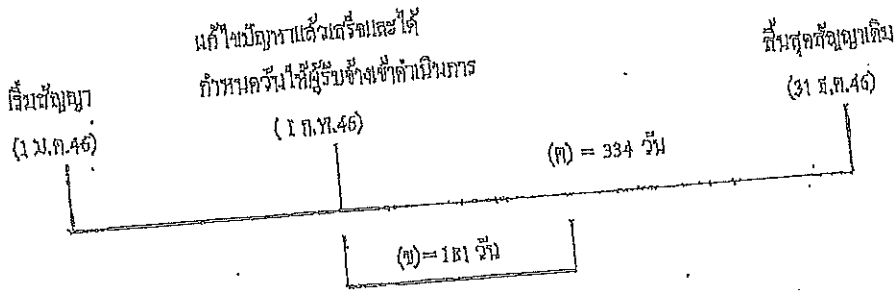 แก้ไขปัญหาแล้วเสร็จและได้
กำหนดวันให้ผู้รับจ้างเข้าดำเนินการ
(1 ก.พ.46)
เริ่มสัญญา
(1 ม.ค.46)
สิ้นสุดสัญญาเดิม
(31 ธ.ค.46)
(ค) = 334 วัน
(ข)=181 วัน